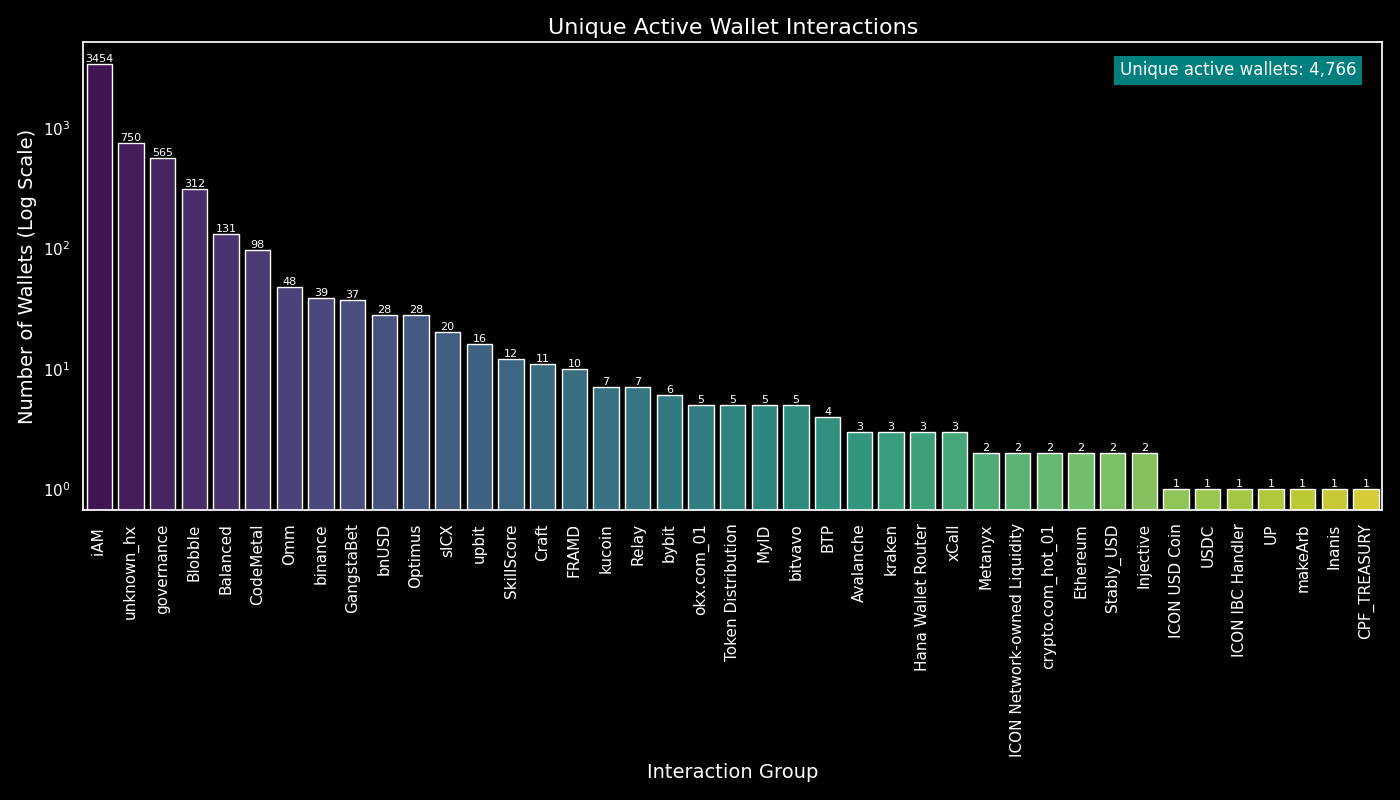 Unique Active Wallet Interactions
Unique active wallets: 4,766
Number of Wallets (Log Scale)
10³
10²
10¹
10⁰
3454
750
565
312
131
98
48
39
37
28
28
20
16
12
11
10
7
7
6
5
5
5
5
4
3
3
3
3
2
2
2
2
2
2
1
1
1
1
1
1
1
iAM
unknown_hx
governance
Blobble
Balanced
CodeMetal
Omm
binance
GangstaBet
bnUSD
Optimus
sICX
upbit
SkillScore
Craft
FRAMD
kucoin
Relay
bybit
okx.com_01
Token Distribution
MyID
bitvavo
BTP
Avalanche
kraken
Hana Wallet Router
xCall
Metanyx
ICON Network-owned Liquidity
crypto.com_hot_01
Ethereum
Stably_USD
Injective
ICON USD Coin
USDC
ICON IBC Handler
UP
makeArb
Inanis
CPF_TREASURY
Interaction Group